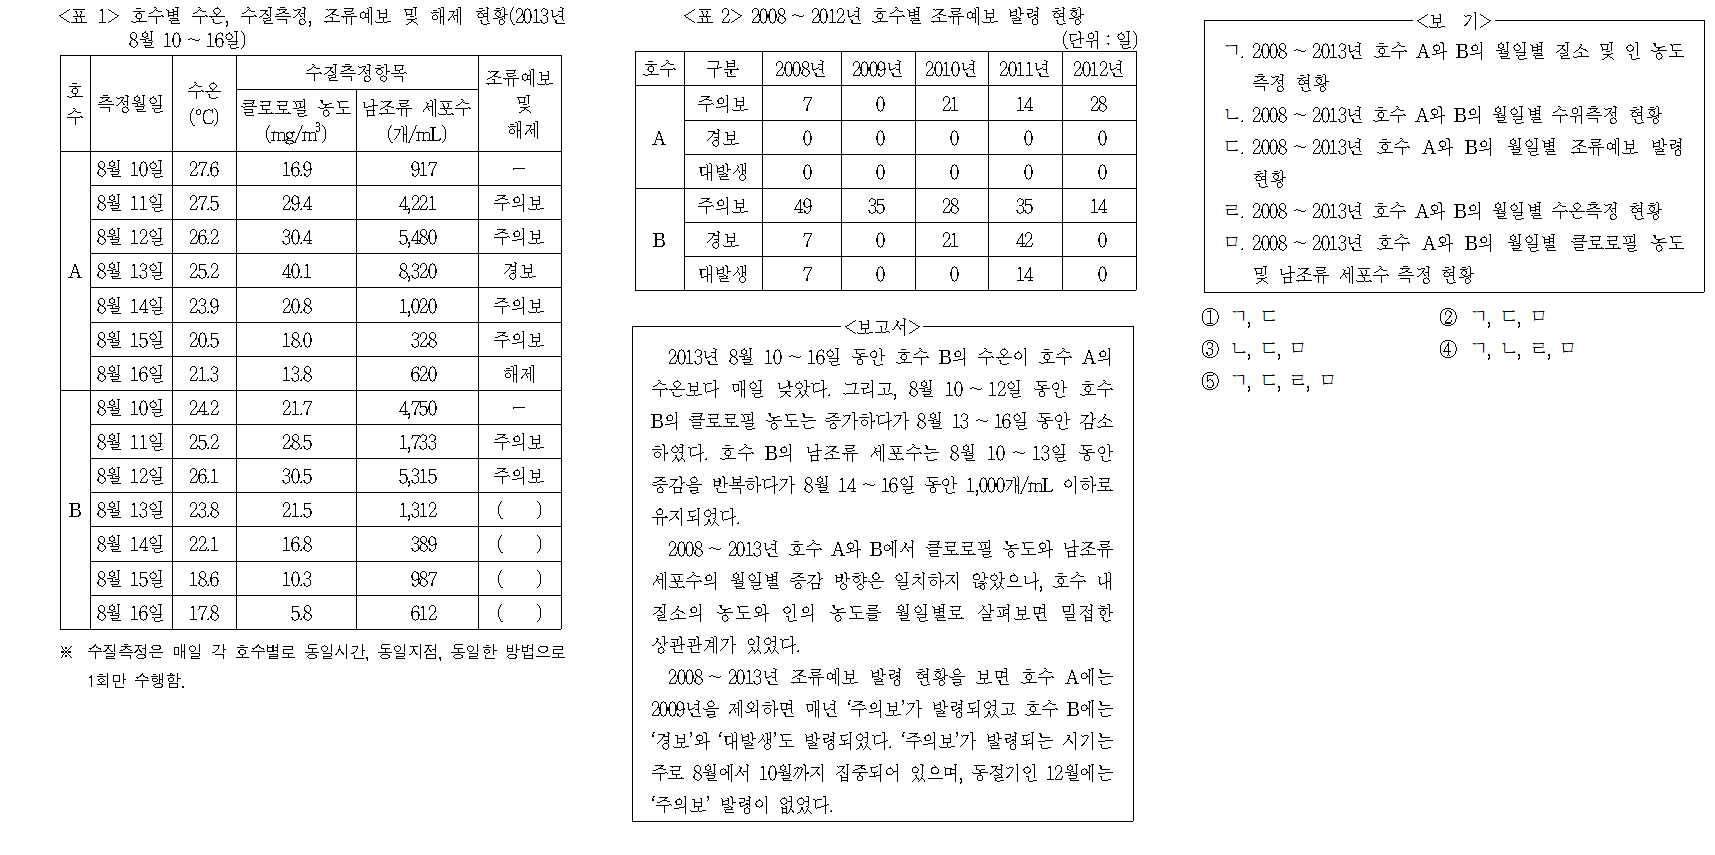 <표 1> 호수별 수온, 수질측정, 조류예보 및 해제 현황(2013년
8월 10 ~ 16일)
호수 측정월일 수온(℃) 수질측정항목 조류예보 및 해제
클로로필 농도(mg/m³) 남조류 세포수(개/mL)
A 8월 10일 27.6 16.9 917 -
8월 11일 27.5 29.4 4,221 주의보
8월 12일 26.2 30.4 5,480 주의보
8월 13일 25.2 40.1 8,320 경보
8월 14일 23.9 20.8 1,020 주의보
8월 15일 20.5 18.0 328 주의보
8월 16일 21.3 13.8 620 해제
B 8월 10일 24.2 21.7 4,750 -
8월 11일 25.2 28.5 1,733 주의보
8월 12일 26.1 30.5 5,315 주의보
8월 13일 23.8 21.5 1,312 ( )
8월 14일 22.1 16.8 389 ( )
8월 15일 18.6 10.3 987 ( )
8월 16일 17.8 5.8 612 ( )
※ 수질측정은 매일 각 호수별로 동일시간, 동일지점, 동일한 방법으로
1회만 수행함.
<표 2> 2008 ~ 2012년 호수별 조류예보 발령 현황
(단위 : 일)
호수 구분 2008년 2009년 2010년 2011년 2012년
A 주의보 7 0 21 14 28
경보 0 0 0 0 0
대발생 0 0 0 0 0
B 주의보 49 35 28 35 14
경보 7 0 21 42 0
대발생 7 0 0 14 0
<보고서>
2013년 8월 10 ~ 16일 동안 호수 B의 수온이 호수 A의
수온보다 매일 낮았다. 그리고, 8월 10 ~ 12일 동안 호수
B의 클로로필 농도는 증가하다가 8월 13 ~ 16일 동안 감소
하였다. 호수 B의 남조류 세포수는 8월 10 ~ 13일 동안
증감을 반복하다가 8월 14 ~ 16일 동안 1,000개/mL 이하로
유지되었다.
2008 ~ 2013년 호수 A와 B에서 클로로필 농도와 남조류
세포수의 월일별 증감 방향은 일치하지 않았으나, 호수 내
질소의 농도와 인의 농도를 월일별로 살펴보면 밀접한
상관관계가 있었다.
2008 ~ 2013년 조류예보 발령 현황을 보면 호수 A에는
2009년을 제외하면 매년 ‘주의보’가 발령되었고 호수 B에는
‘경보’와 ‘대발생’도 발령되었다. ‘주의보’가 발령되는 시기는
주로 8월에서 10월까지 집중되어 있으며, 동절기인 12월에는
‘주의보’ 발령이 없었다.
<보 기>
ㄱ. 2008 ~ 2013년 호수 A와 B의 월일별 질소 및 인 농도
측정 현황
ㄴ. 2008 ~ 2013년 호수 A와 B의 월일별 수위측정 현황
ㄷ. 2008 ~ 2013년 호수 A와 B의 월일별 조류예보 발령
현황
ㄹ. 2008 ~ 2013년 호수 A와 B의 월일별 수온측정 현황
ㅁ. 2008 ~ 2013년 호수 A와 B의 월일별 클로로필 농도
및 남조류 세포수 측정 현황
① ㄱ, ㄷ ② ㄱ, ㄷ, ㅁ
③ ㄴ, ㄷ, ㅁ ④ ㄱ, ㄴ, ㄹ, ㅁ
⑤ ㄱ, ㄷ, ㄹ, ㅁ